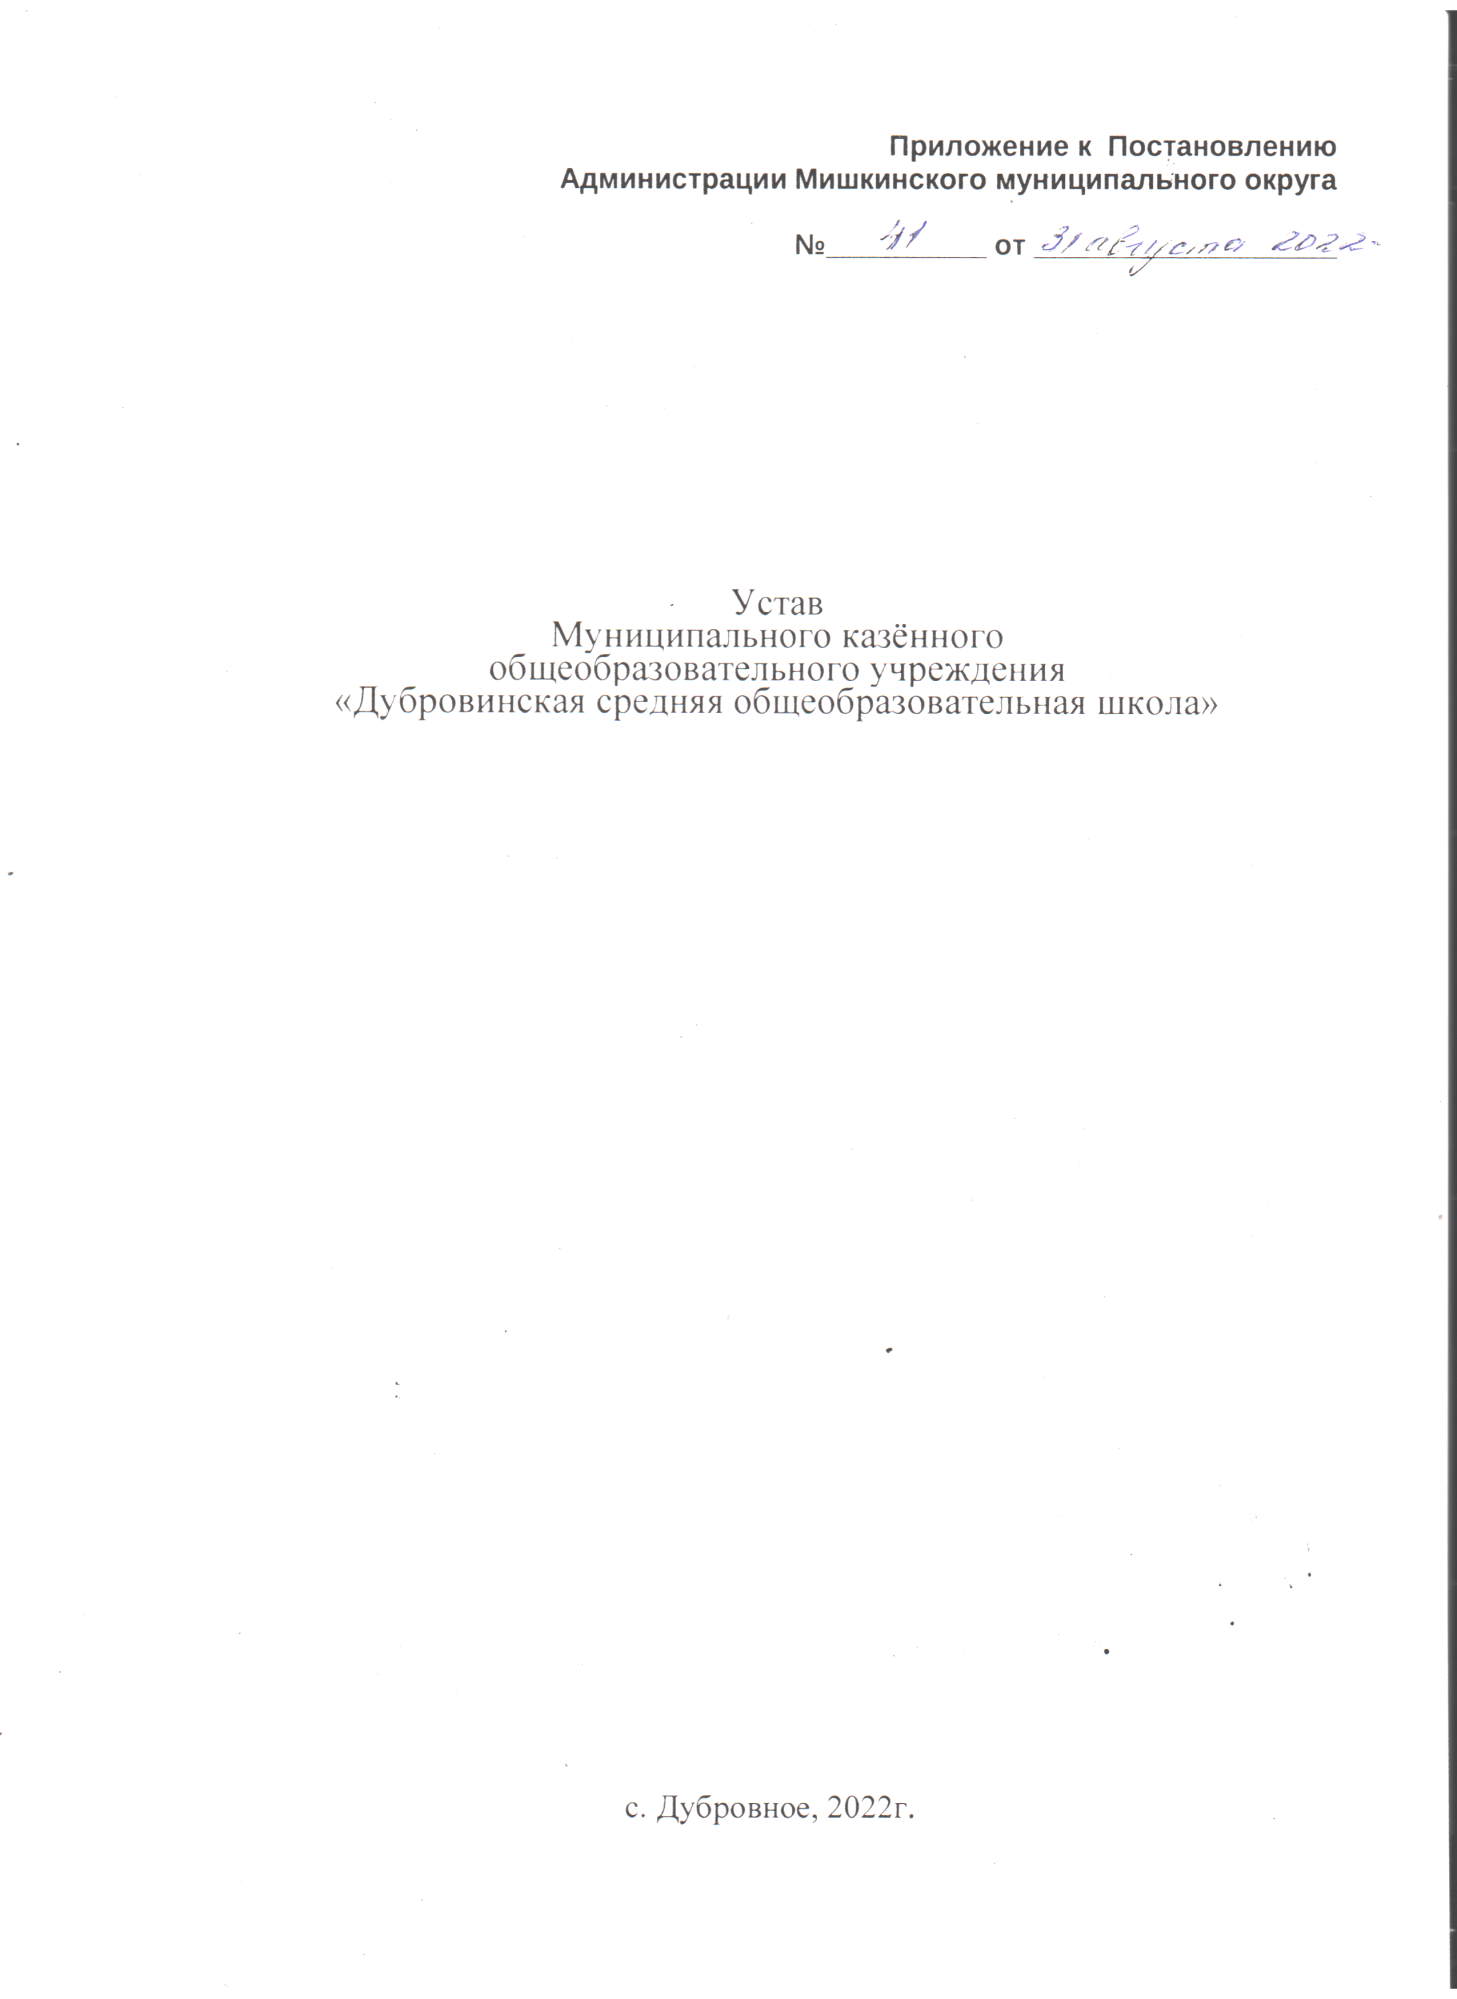 Приложение к Постановлению
Администрации Мишкинского муниципального округа
№ 41 от 31 августа 2022
Устав
Муниципального казённого
общеобразовательного учреждения
«Дубровинская средняя общеобразовательная школа»
с. Дубровное, 2022г.